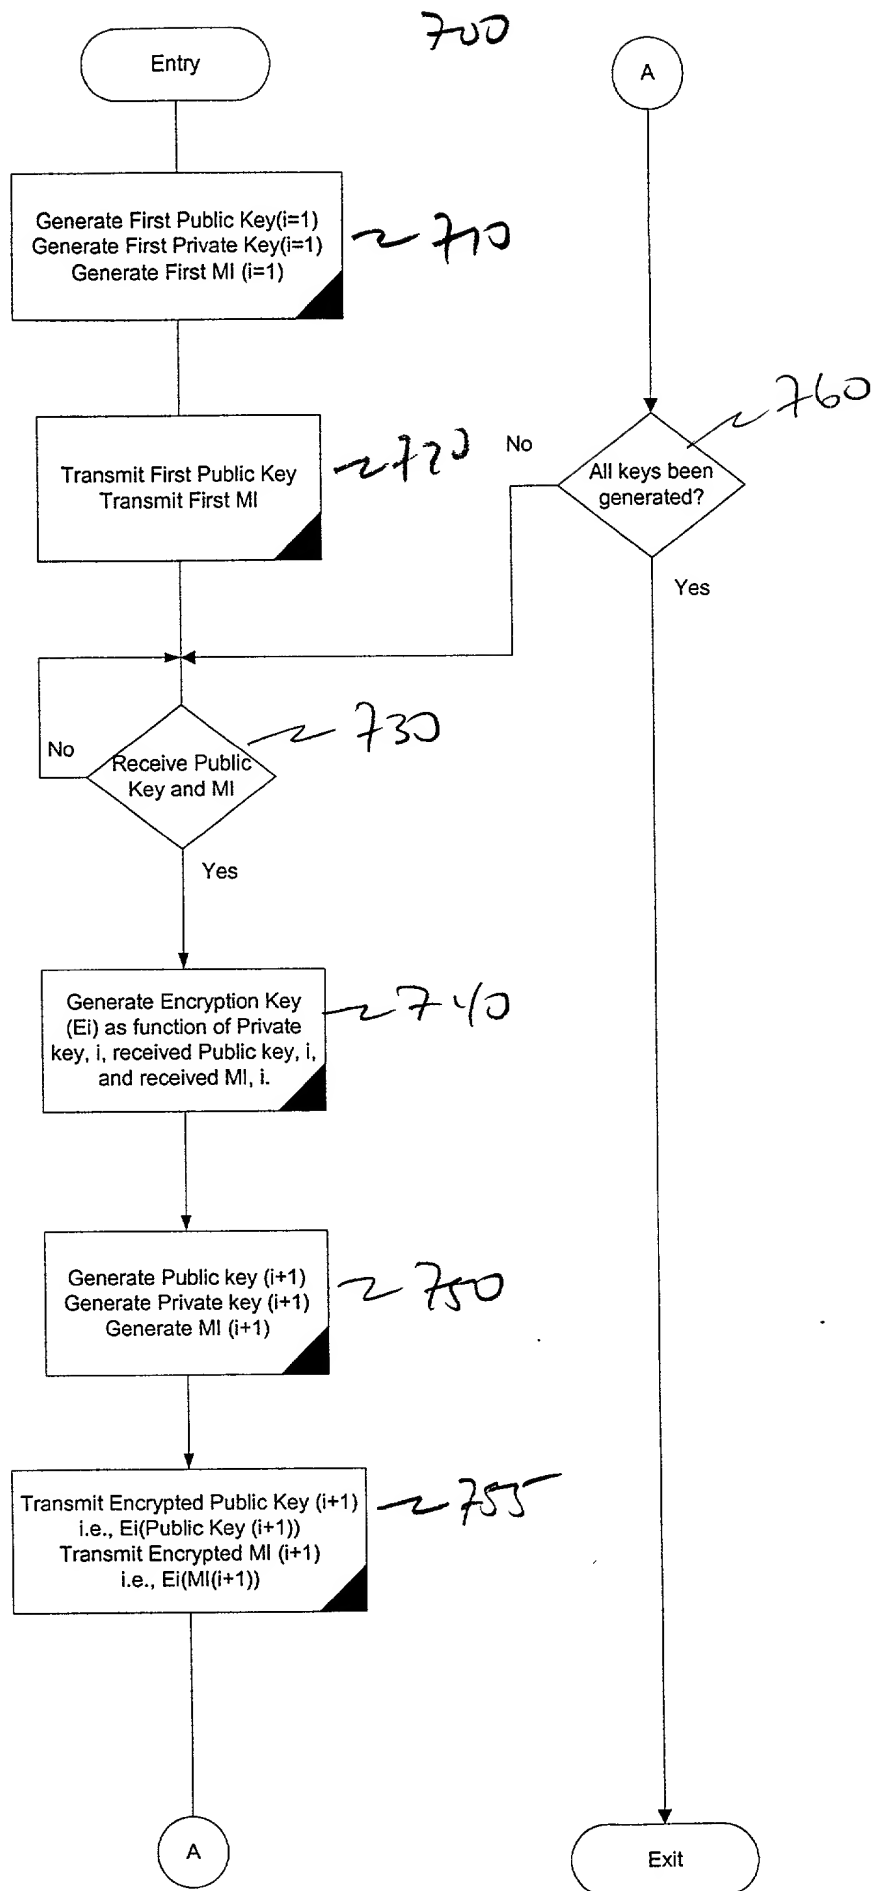 700
Entry
Generate First Public Key(i=1)
Generate First Private Key(i=1)
Generate First MI (i=1)
710
Transmit First Public Key
Transmit First MI
720
No
Receive Public
Key and MI
730
Yes
Generate Encryption Key
(Ei) as function of Private
key, i, received Public key, i,
and received MI, i.
740
Generate Public key (i+1)
Generate Private key (i+1)
Generate MI (i+1)
750
Transmit Encrypted Public Key (i+1)
i.e., Ei(Public Key (i+1))
Transmit Encrypted MI (i+1)
i.e., Ei(MI(i+1))
755
A
A
760
No
All keys been
generated?
Yes
Exit